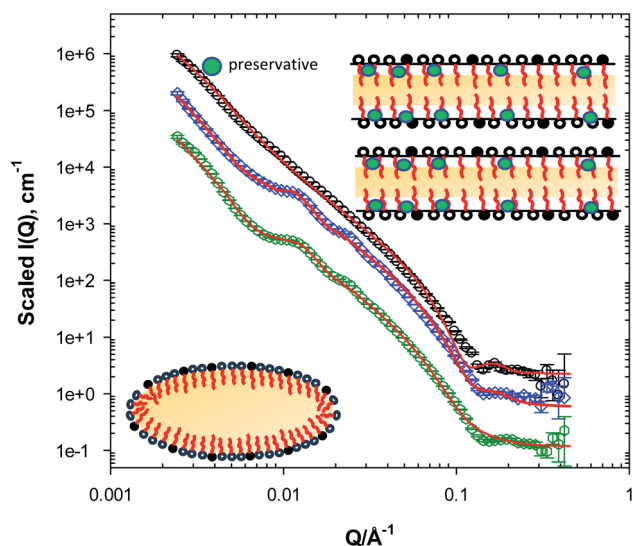 preservative
1e+6
1e+5
1e+4
1e+3
1e+2
1e+1
1e+0
1e-1
Scaled I(Q), cm⁻¹
0.001
0.01
0.1
1
Q/Å⁻¹